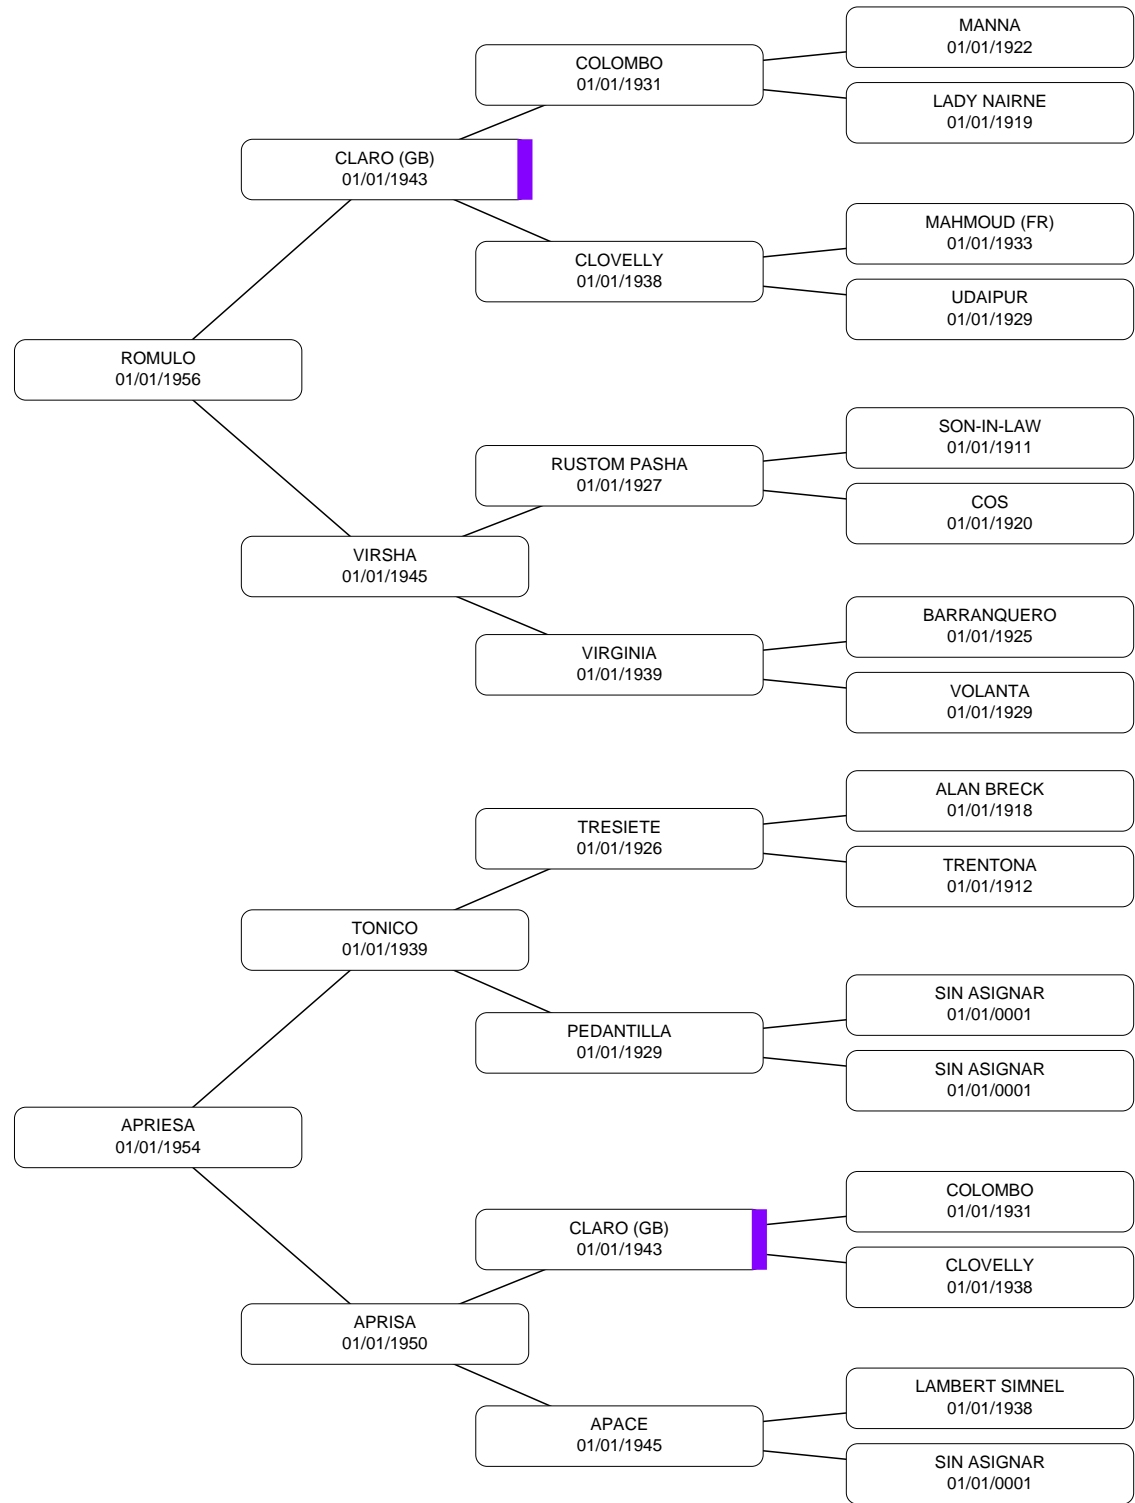 MANNA
01/01/1922
COLOMBO
01/01/1931
LADY NAIRNE
01/01/1919
CLARO (GB)
01/01/1943
MAHMOUD (FR)
01/01/1933
CLOVELLY
01/01/1938
UDAIPUR
01/01/1929
ROMULO
01/01/1956
SON-IN-LAW
01/01/1911
RUSTOM PASHA
01/01/1927
COS
01/01/1920
VIRSHA
01/01/1945
BARRANQUERO
01/01/1925
VIRGINIA
01/01/1939
VOLANTA
01/01/1929
ALAN BRECK
01/01/1918
TRESIETE
01/01/1926
TRENTONA
01/01/1912
TONICO
01/01/1939
SIN ASIGNAR
01/01/0001
PEDANTILLA
01/01/1929
SIN ASIGNAR
01/01/0001
APRIESA
01/01/1954
COLOMBO
01/01/1931
CLARO (GB)
01/01/1943
CLOVELLY
01/01/1938
APRISA
01/01/1950
LAMBERT SIMNEL
01/01/1938
APACE
01/01/1945
SIN ASIGNAR
01/01/0001